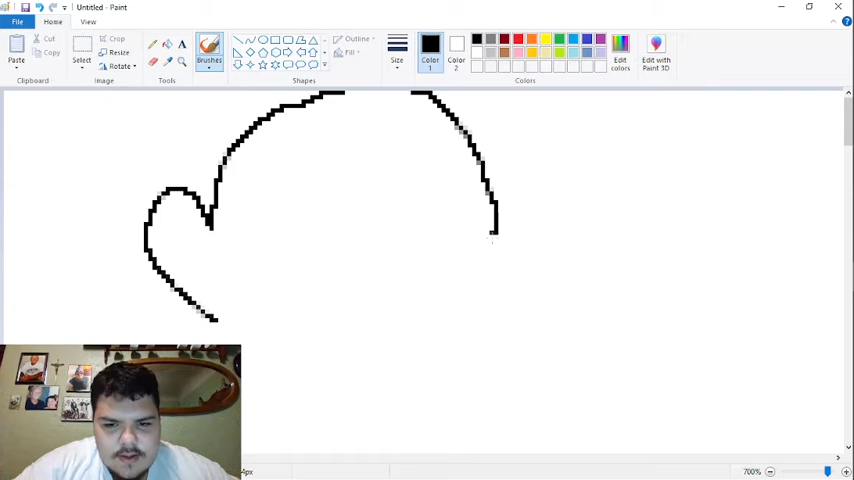 Untitled - Paint
File
Home
View
Paste
Cut
Copy
Clipboard
Select
Crop
Resize
Rotate
Image
A
Tools
Brushes
Outline
Fill
Shapes
Size
Color
1
Color
2
Edit
colors
Colors
Edit with
Paint 3D
4px
700%